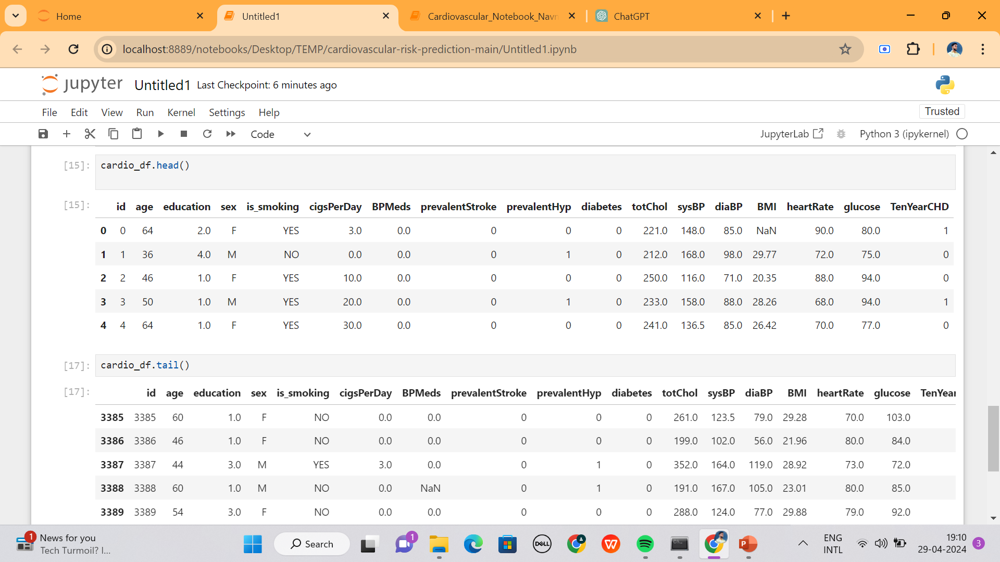 Home
Untitled1
Cardiovascular_Notebook_Navn
ChatGPT
localhost:8889/notebooks/Desktop/TEMP/cardiovascular-risk-prediction-main/Untitled1.ipynb
jupyter Untitled1 Last Checkpoint: 6 minutes ago
File Edit View Run Kernel Settings Help
Trusted
Code
JupyterLab
Python 3 (ipykernel)
[15]: cardio_df.head()
[15]:
id age education sex is_smoking cigsPerDay BPMeds prevalentStroke prevalentHyp diabetes totChol sysBP diaBP BMI heartRate glucose TenYearCHD
0 0 64 2.0 F YES 3.0 0.0 0 0 0 221.0 148.0 85.0 NaN 90.0 80.0 1
1 1 36 4.0 M NO 0.0 0.0 0 1 0 212.0 168.0 98.0 29.77 72.0 75.0 0
2 2 46 1.0 F YES 10.0 0.0 0 0 0 250.0 116.0 71.0 20.35 88.0 94.0 0
3 3 50 1.0 M YES 20.0 0.0 0 1 0 233.0 158.0 88.0 28.26 68.0 94.0 1
4 4 64 1.0 F YES 30.0 0.0 0 0 0 241.0 136.5 85.0 26.42 70.0 77.0 0
[17]: cardio_df.tail()
[17]:
id age education sex is_smoking cigsPerDay BPMeds prevalentStroke prevalentHyp diabetes totChol sysBP diaBP BMI heartRate glucose TenYear
3385 3385 60 1.0 F NO 0.0 0.0 0 0 0 261.0 123.5 79.0 29.28 70.0 103.0
3386 3386 46 1.0 F NO 0.0 0.0 0 0 0 199.0 102.0 56.0 21.96 80.0 84.0
3387 3387 44 3.0 M YES 3.0 0.0 0 1 0 352.0 164.0 119.0 28.92 73.0 72.0
3388 3388 60 1.0 M NO 0.0 NaN 0 1 0 191.0 167.0 105.0 23.01 80.0 85.0
3389 3389 54 3.0 F NO 0.0 0.0 0 0 0 288.0 124.0 77.0 29.88 79.0 92.0
1
News for you
Tech Turmoil? I...
Search
1
DELL
ENG
INTL
19:10
29-04-2024
3